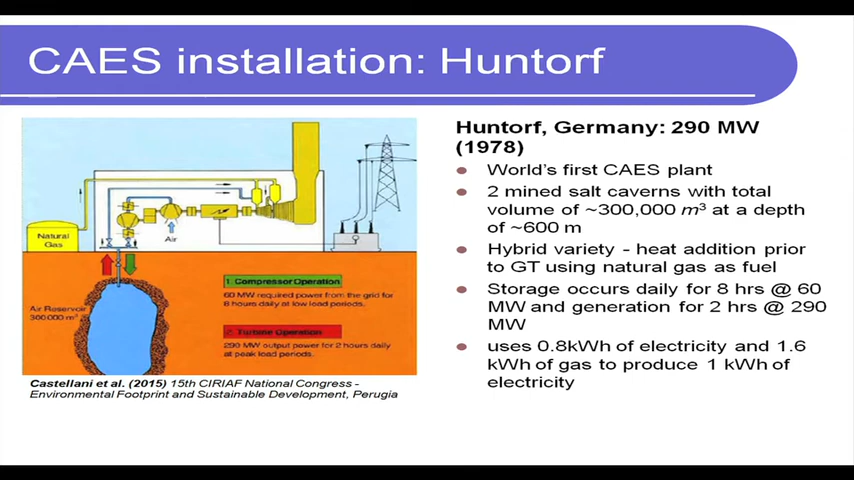 CAES installation: Huntorf
Natural
Gas
Air
Air Reservoir
300 000 m³
1. Compressor Operation
60 MW required power from the grid for
8 hours daily at low load periods.
2. Turbine Operation
290 MW output power for 2 hours daily
at peak load periods.
Castellani et al. (2015) 15th CIRIAF National Congress -
Environmental Footprint and Sustainable Development, Perugia
Huntorf, Germany: 290 MW
(1978)
● World's first CAES plant
● 2 mined salt caverns with total
volume of ~300,000 m³ at a depth
of ~600 m
● Hybrid variety - heat addition prior
to GT using natural gas as fuel
● Storage occurs daily for 8 hrs @ 60
MW and generation for 2 hrs @ 290
MW
● uses 0.8kWh of electricity and 1.6
kWh of gas to produce 1 kWh of
electricity